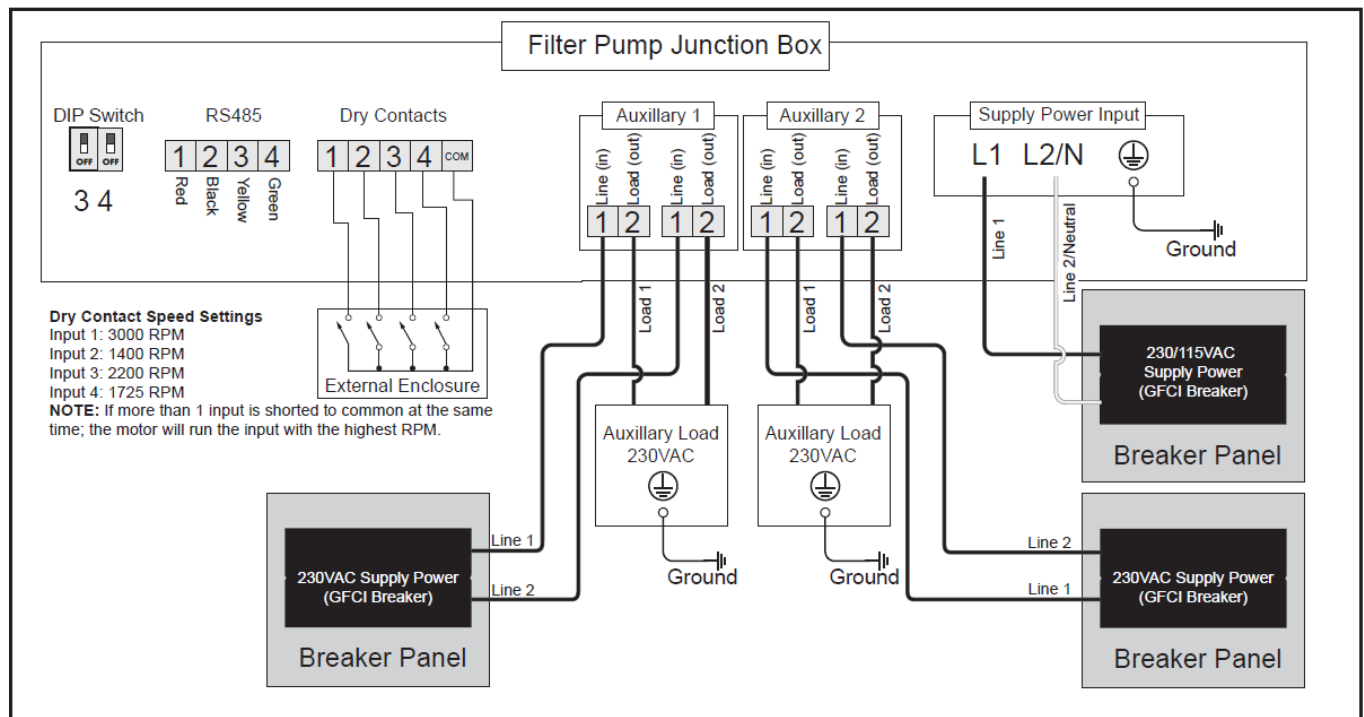 Filter Pump Junction Box
DIP Switch
OFF OFF
3 4
RS485
1 2 3 4
Red
Black
Yellow
Green
Dry Contacts
1 2 3 4 COM
Auxillary 1
Line (in)
Load (out)
Line (in)
Load (out)
1 2 1 2
Auxillary 2
Line (in)
Load (out)
Line (in)
Load (out)
1 2 1 2
Supply Power Input
L1 L2/N
Ground
Line 1
Line 2/Neutral
Load 1
Load 2
Load 1
Load 2
Dry Contact Speed Settings
Input 1: 3000 RPM
Input 2: 1400 RPM
Input 3: 2200 RPM
Input 4: 1725 RPM
NOTE: If more than 1 input is shorted to common at the same
time; the motor will run the input with the highest RPM.
External Enclosure
230/115VAC
Supply Power
(GFCI Breaker)
Breaker Panel
Auxillary Load
230VAC
Ground
Auxillary Load
230VAC
Ground
Line 1
Line 2
230VAC Supply Power
(GFCI Breaker)
Breaker Panel
Line 2
Line 1
230VAC Supply Power
(GFCI Breaker)
Breaker Panel